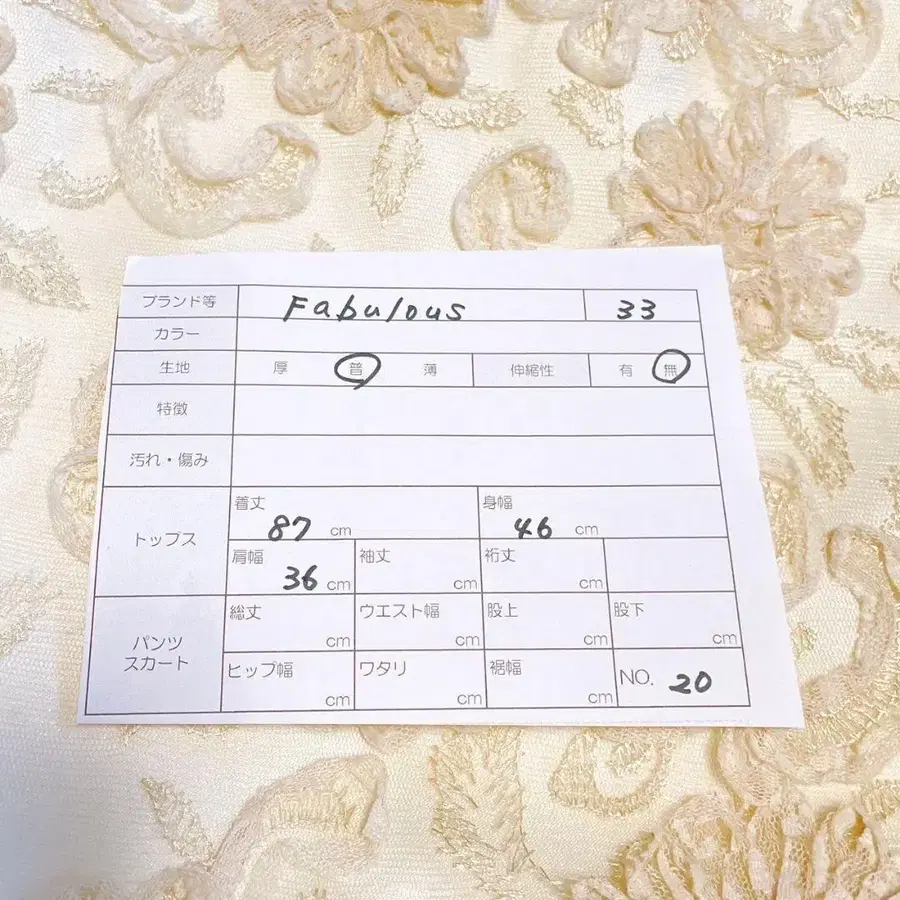 ブランド等 Fabulous 33
カラー
生地 厚 普 薄 伸縮性 有 無
特徴
汚れ・傷み
トップス
着丈 87 cm 身幅 46 cm
肩幅 36 cm 袖丈 cm 裄丈 cm
パンツ
スカート
総丈 cm ウエスト幅 cm 股上 cm 股下 cm
ヒップ幅 cm ワタリ cm 裾幅 cm NO. 20